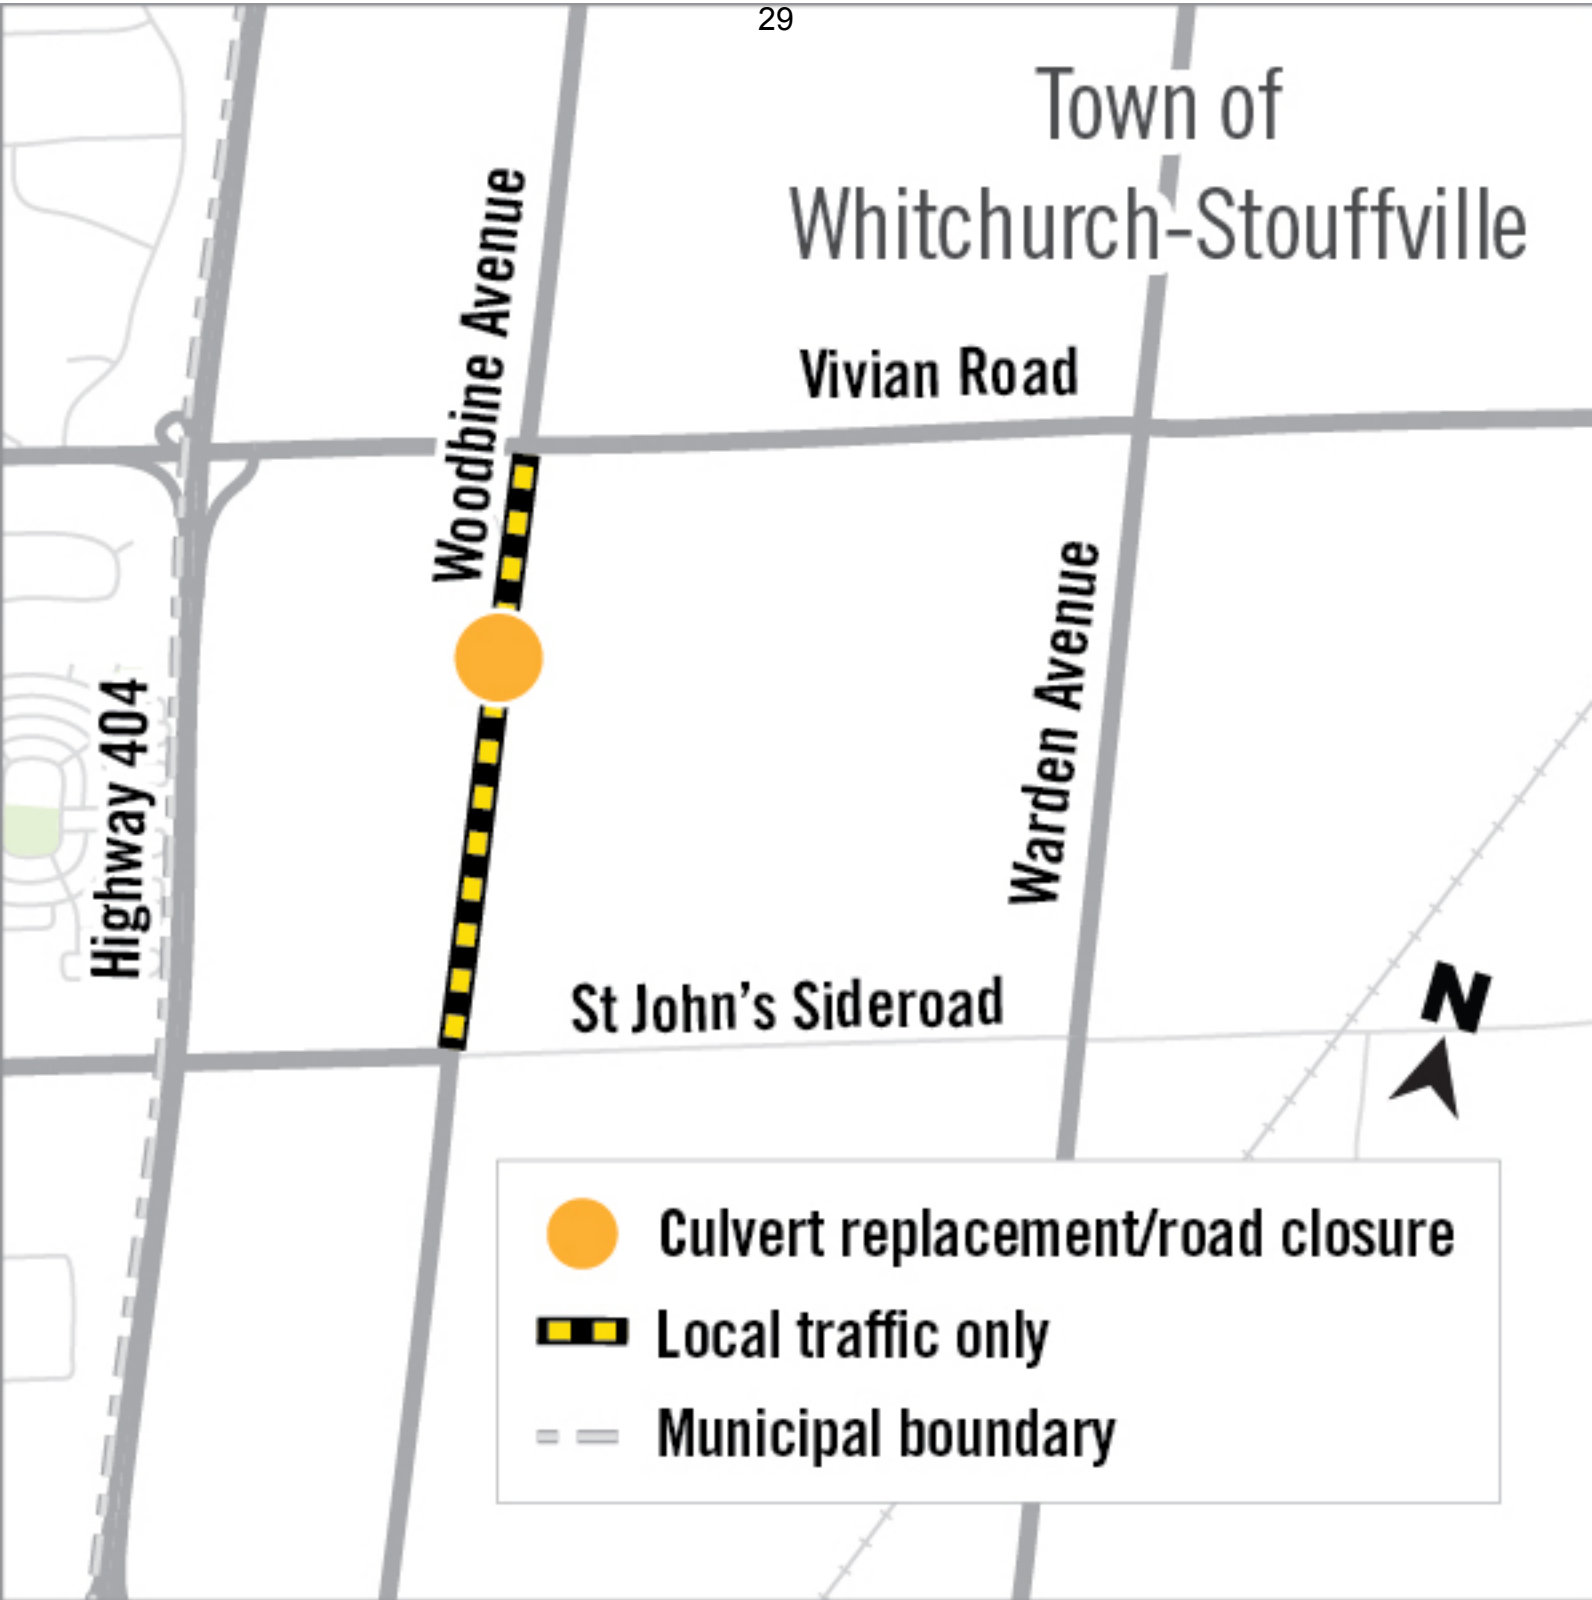 29
Town of
Whitchurch-Stouffville
Woodbine Avenue
Vivian Road
Warden Avenue
Highway 404
St John’s Sideroad
N
Culvert replacement/road closure
Local traffic only
Municipal boundary